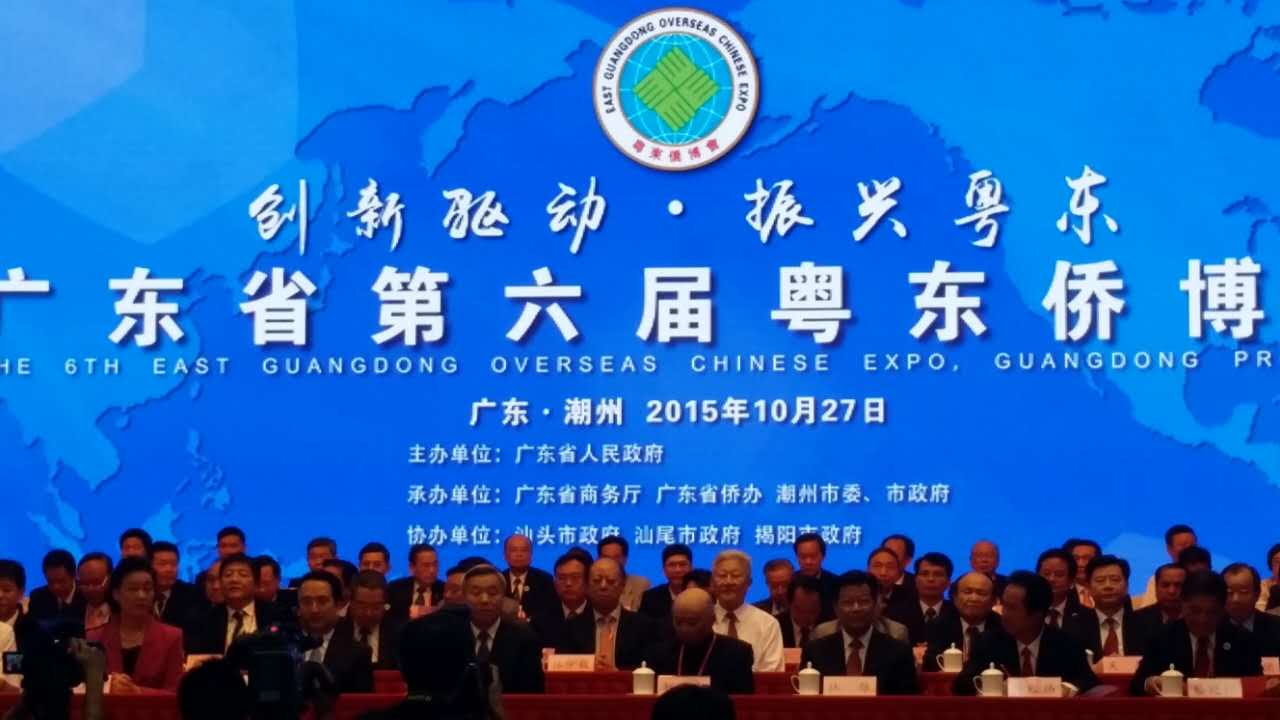 EAST GUANGDONG OVERSEAS CHINESE EXPO
粤東僑博會
创新驱动·振兴粤东
广东省第六届粤东侨博
HE 6TH EAST GUANGDONG OVERSEAS CHINESE EXPO, GUANGDONG PR
广东·潮州 2015年10月27日
主办单位：广东省人民政府
承办单位：广东省商务厅 广东省侨办 潮州市委、市政府
协办单位：汕头市政府 汕尾市政府 揭阳市政府